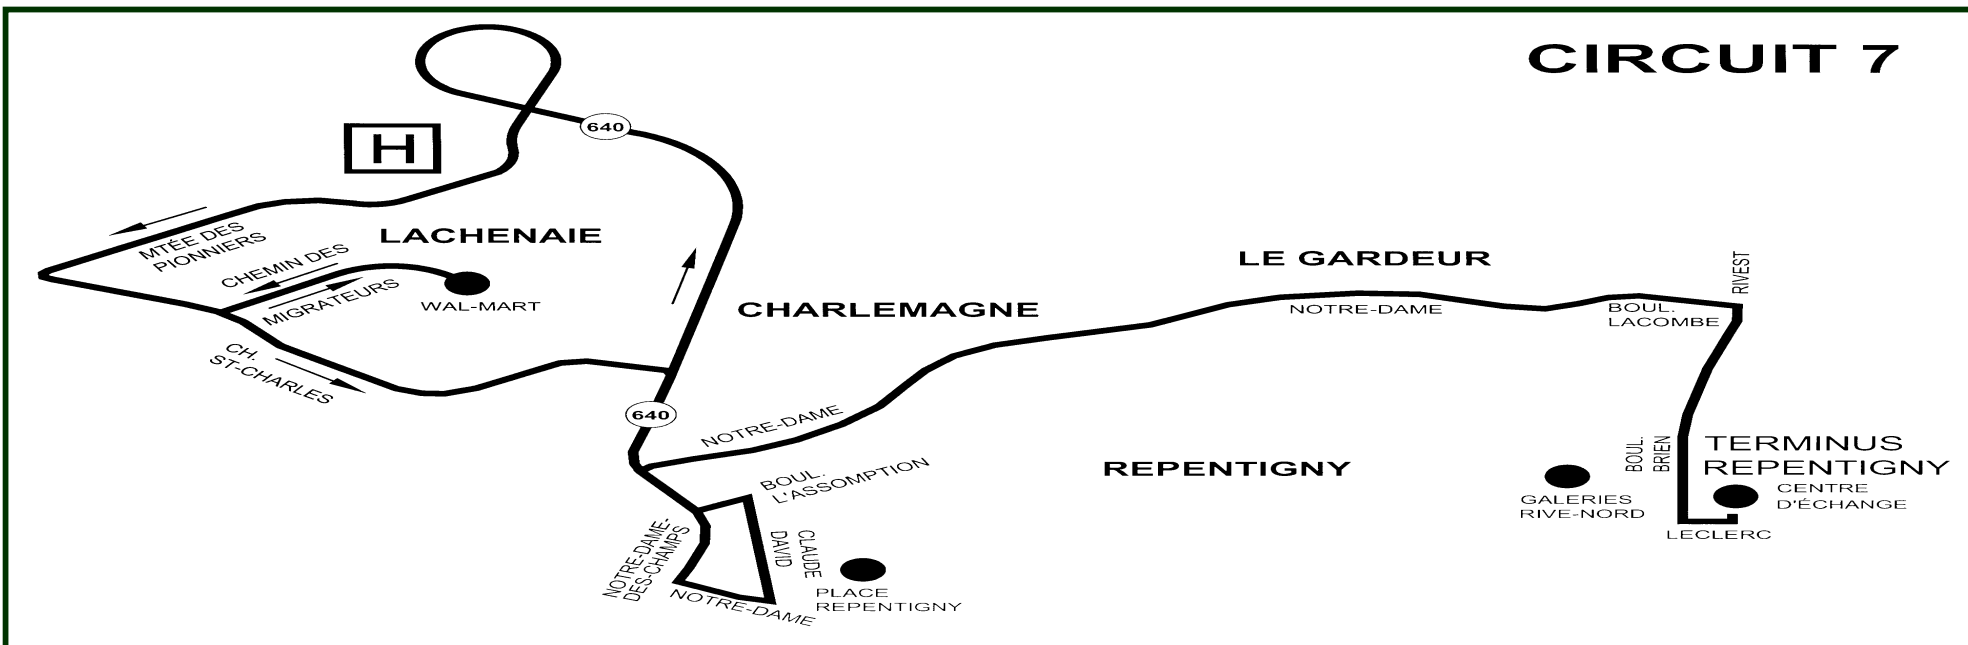 CIRCUIT 7
640
H
MTÉE DES
PIONNIERS
LACHENAIE
CHEMIN DES
MIGRATEURS
WAL-MART
CH.
ST-CHARLES
CHARLEMAGNE
LE GARDEUR
RIVEST
NOTRE-DAME
BOUL.
LACOMBE
640
NOTRE-DAME
BOUL.
L'ASSOMPTION
REPENTIGNY
BOUL.
BRIEN
TERMINUS
REPENTIGNY
CENTRE
D'ÉCHANGE
GALERIES
RIVE-NORD
LECLERC
NOTRE-DAME-
DES-CHAMPS
CLAUDE
DAVID
PLACE
REPENTIGNY
NOTRE-DAME